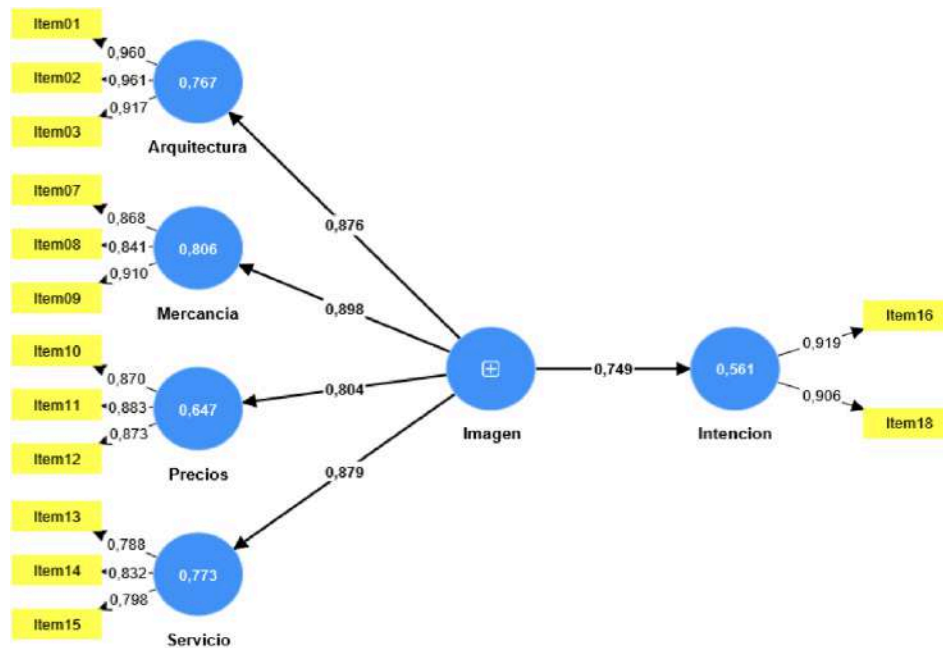 Item01
0,960
Item02
0,961
0,767
0,917
Item03
Arquitectura
Item07
0,868
0,876
Item08
0,841
0,806
0,910
Item09
Mercancia
0,898
Item10
0,870
Item11
0,883
0,647
0,804
0,873
Item12
Precios
Imagen
0,749
0,561
Intencion
0,919
Item16
0,906
Item18
0,879
Item13
0,788
Item14
0,832
0,773
0,798
Item15
Servicio